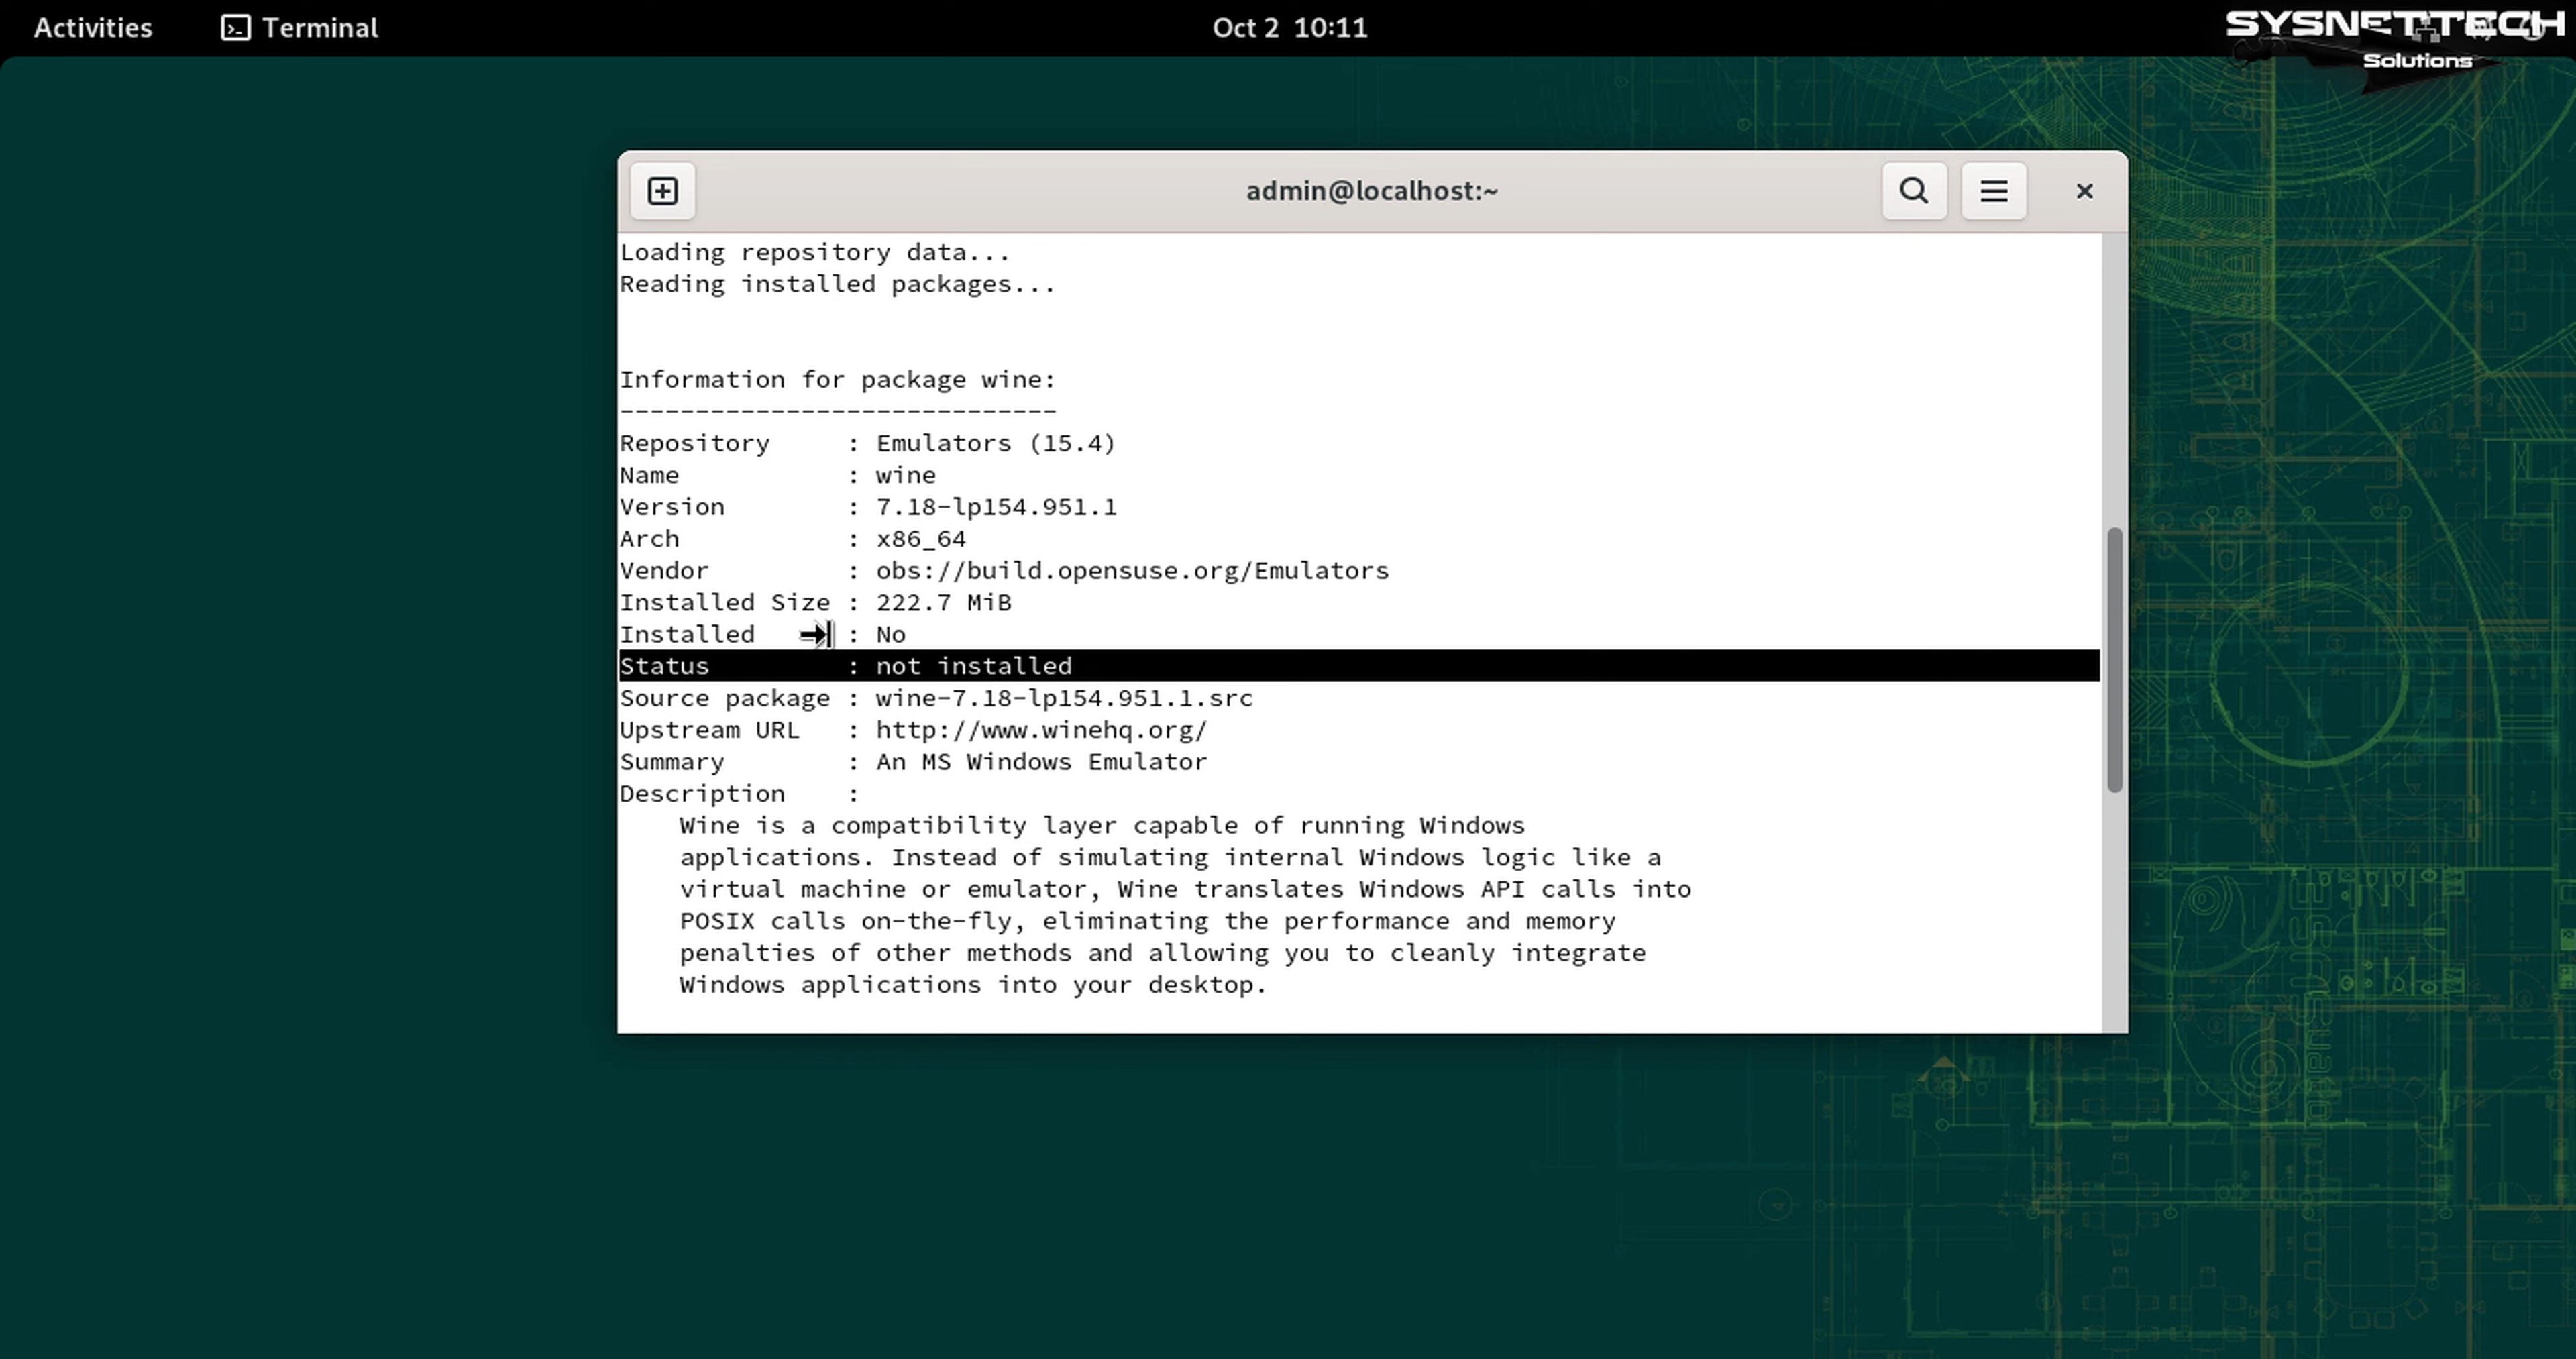 Activities Terminal Oct 2 10:11 SYSNETTECH
Solutions
admin@localhost:~
Loading repository data...
Reading installed packages...
Information for package wine:
-----------------------------
Repository     : Emulators (15.4)
Name           : wine
Version        : 7.18-lp154.951.1
Arch           : x86_64
Vendor         : obs://build.opensuse.org/Emulators
Installed Size : 222.7 MiB
Installed      : No
Status         : not installed
Source package : wine-7.18-lp154.951.1.src
Upstream URL   : http://www.winehq.org/
Summary        : An MS Windows Emulator
Description    :
Wine is a compatibility layer capable of running Windows
applications. Instead of simulating internal Windows logic like a
virtual machine or emulator, Wine translates Windows API calls into
POSIX calls on-the-fly, eliminating the performance and memory
penalties of other methods and allowing you to cleanly integrate
Windows applications into your desktop.
openSUSE